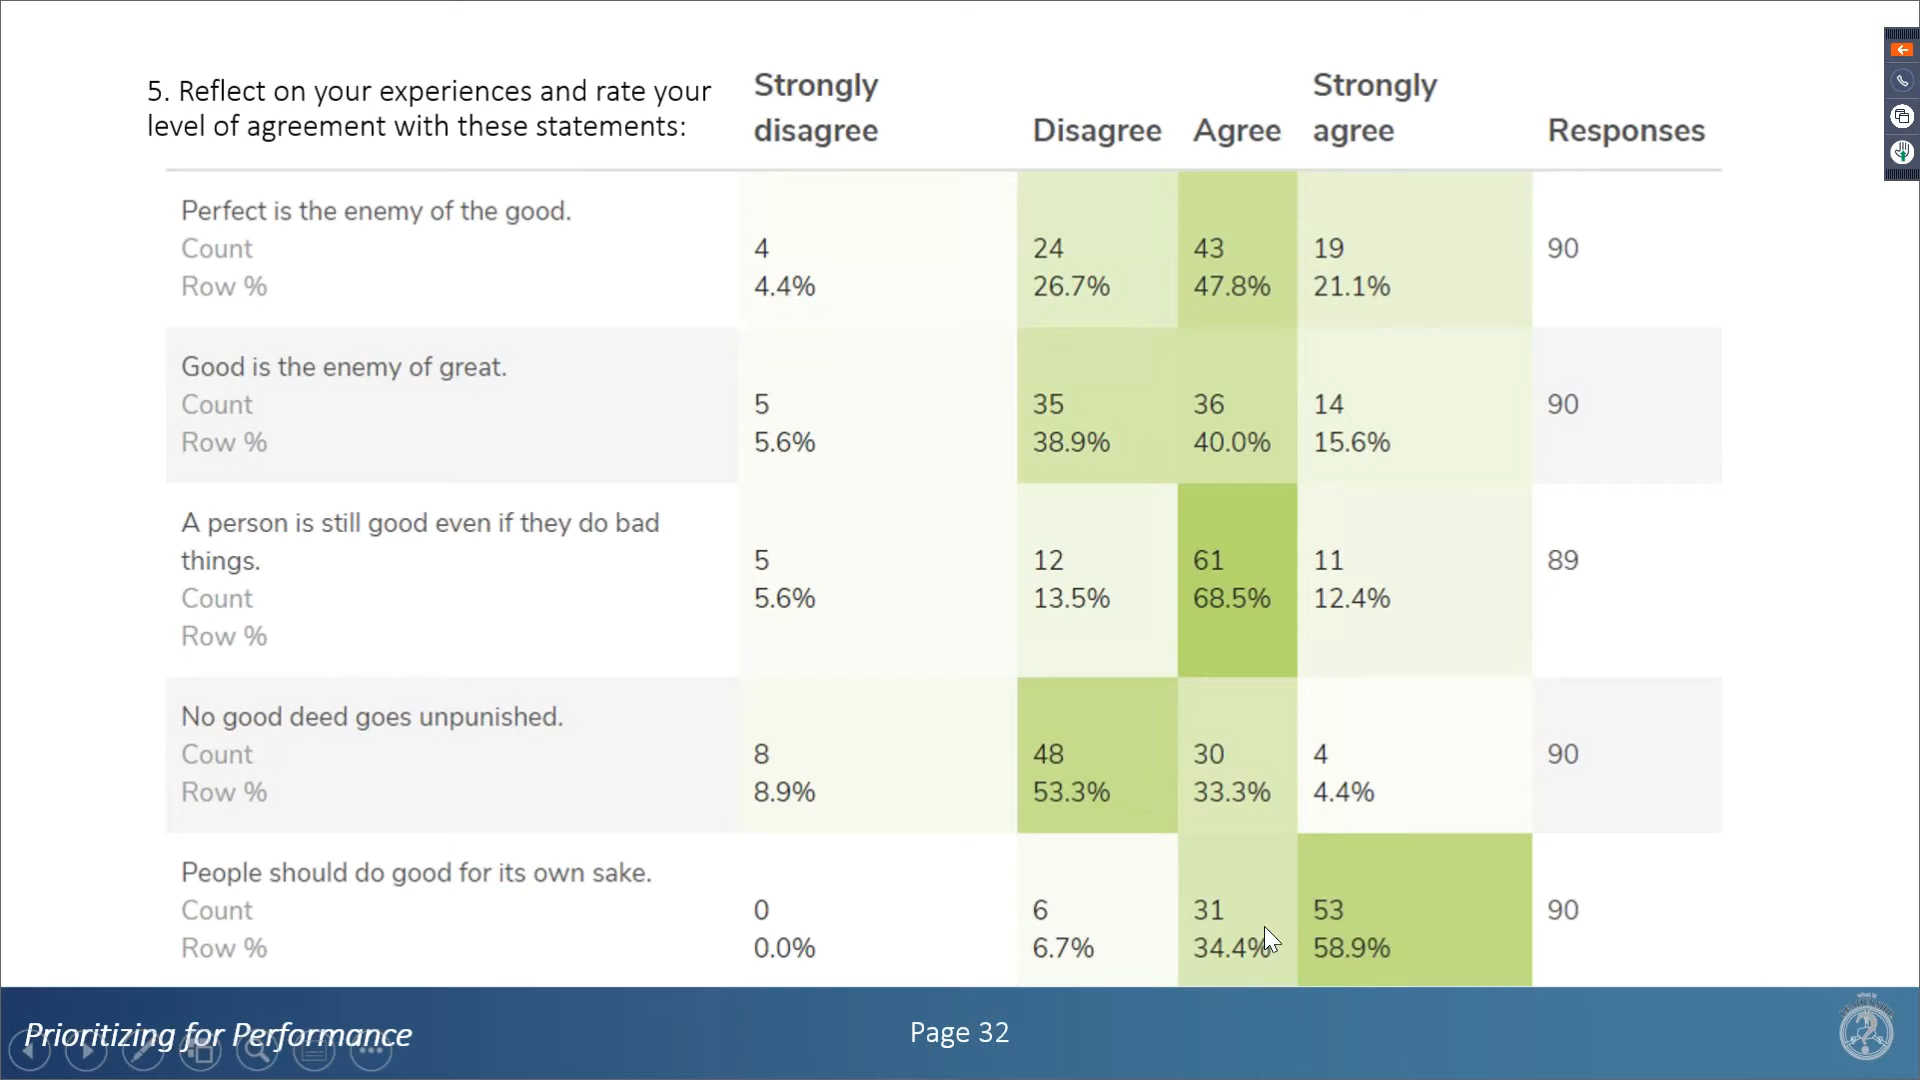 5. Reflect on your experiences and rate your
level of agreement with these statements:
Strongly disagree Disagree Agree Strongly agree Responses
Perfect is the enemy of the good.
Count 4 24 43 19 90
Row % 4.4% 26.7% 47.8% 21.1%
Good is the enemy of great.
Count 5 35 36 14 90
Row % 5.6% 38.9% 40.0% 15.6%
A person is still good even if they do bad
things. 5 12 61 11 89
Count 5.6% 13.5% 68.5% 12.4%
Row %
No good deed goes unpunished.
Count 8 48 30 4 90
Row % 8.9% 53.3% 33.3% 4.4%
People should do good for its own sake.
Count 0 6 31 53 90
Row % 0.0% 6.7% 34.4% 58.9%
Prioritizing for Performance Page 32